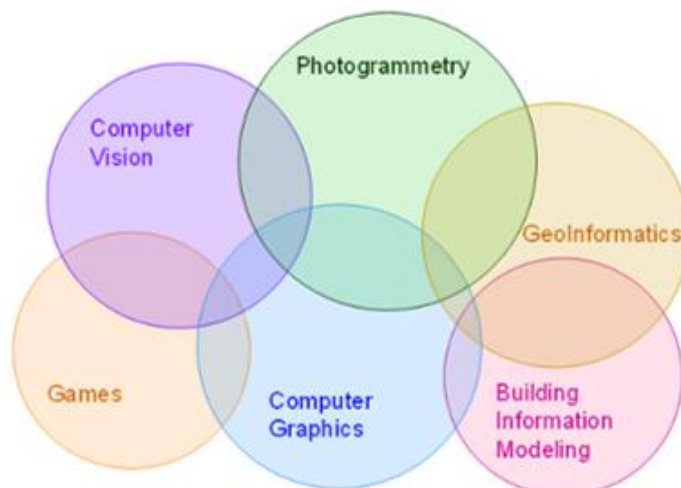 Photogrammetry
Computer
Vision
GeoInformatics
Games
Computer
Graphics
Building
Information
Modeling